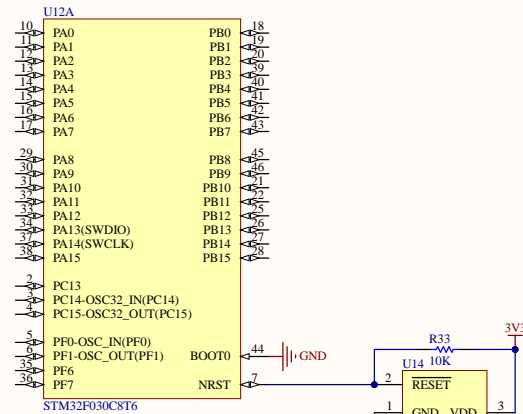 U12A
10 PA0 PB0 18
11 PA1 PB1 19
12 PA2 PB2 20
13 PA3 PB3 39
14 PA4 PB4 40
15 PA5 PB5 41
16 PA6 PB6 42
17 PA7 PB7 43
29 PA8 PB8 45
30 PA9 PB9 46
31 PA10 PB10 21
32 PA11 PB11 22
33 PA12 PB12 25
34 PA13(SWDIO) PB13 26
37 PA14(SWCLK) PB14 27
38 PA15 PB15 28
2 PC13
3 PC14-OSC32_IN(PC14)
4 PC15-OSC32_OUT(PC15)
5 PF0-OSC_IN(PF0)
6 PF1-OSC_OUT(PF1) BOOT0 44 GND
35 PF6
36 PF7 NRST 7
STM32F030C8T6
3V3
R33
10K
U14
2 RESET
1 GND VDD 3